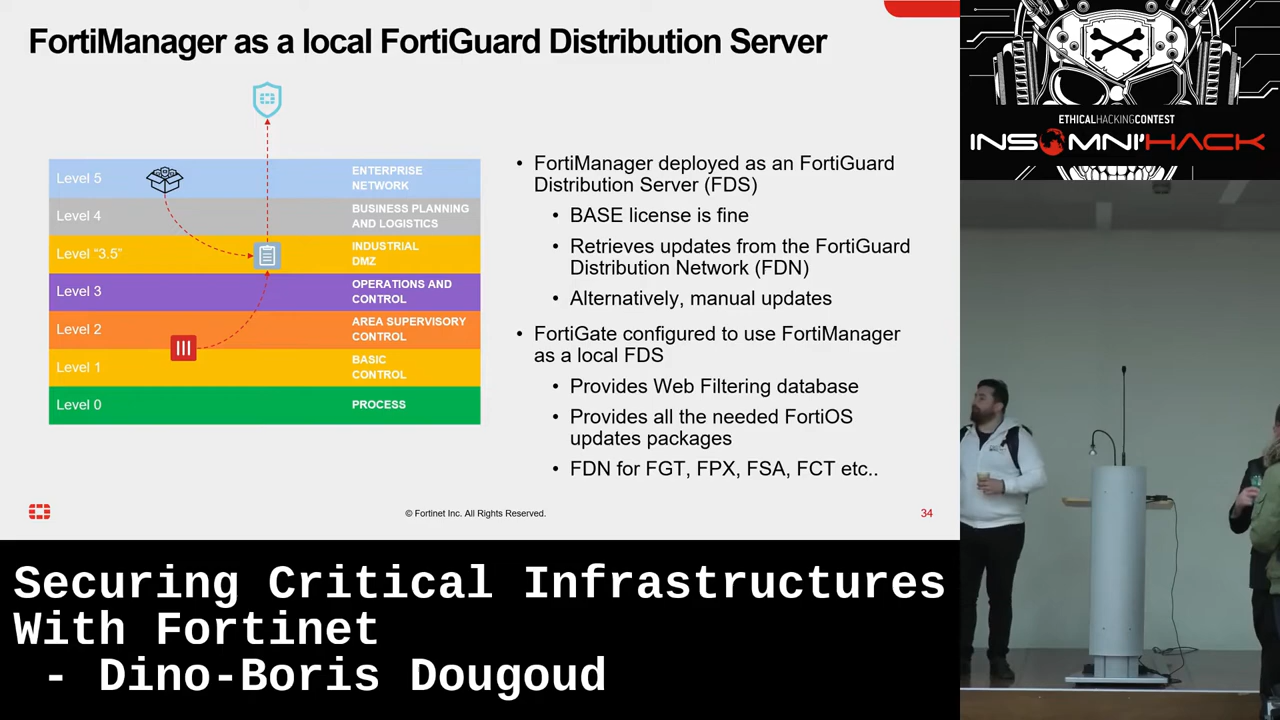 FortiManager as a local FortiGuard Distribution Server
Level 5
ENTERPRISE
NETWORK
Level 4
BUSINESS PLANNING
AND LOGISTICS
Level "3.5"
INDUSTRIAL
DMZ
Level 3
OPERATIONS AND
CONTROL
Level 2
AREA SUPERVISORY
CONTROL
Level 1
BASIC
CONTROL
Level 0
PROCESS
• FortiManager deployed as an FortiGuard
Distribution Server (FDS)
• BASE license is fine
• Retrieves updates from the FortiGuard
Distribution Network (FDN)
• Alternatively, manual updates
• FortiGate configured to use FortiManager
as a local FDS
• Provides Web Filtering database
• Provides all the needed FortiOS
updates packages
• FDN for FGT, FPX, FSA, FCT etc..
© Fortinet Inc. All Rights Reserved.
34
ETHICALHACKINGCONTEST
INSOMNI'HACK
Securing Critical Infrastructures
With Fortinet
- Dino-Boris Dougoud